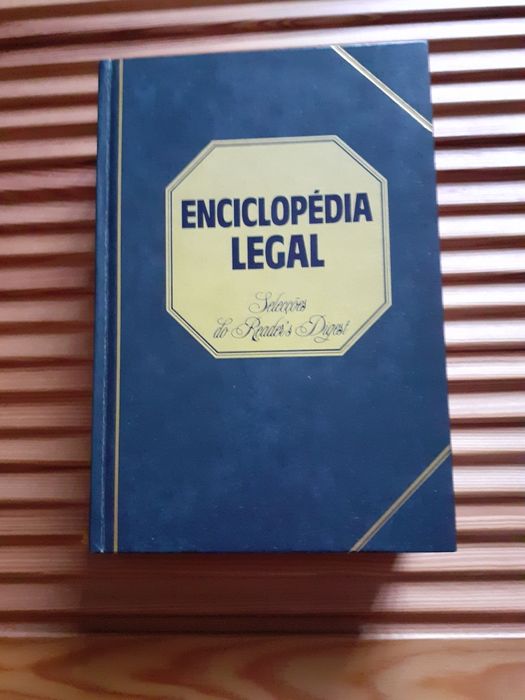 ENCICLOPÉDIA
LEGAL
Selecções
do Reader's Digest